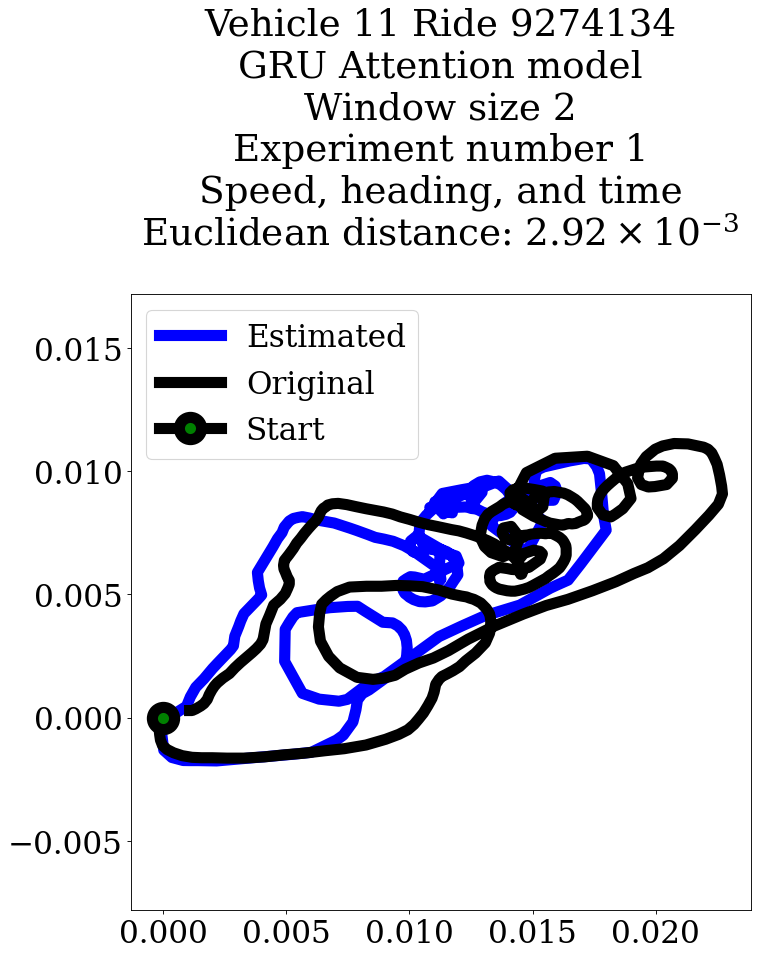 Vehicle 11 Ride 9274134
GRU Attention model
Window size 2
Experiment number 1
Speed, heading, and time
Euclidean distance: 2.92 × 10⁻³
Estimated
Original
Start
0.015
0.010
0.005
0.000
−0.005
0.000 0.005 0.010 0.015 0.020